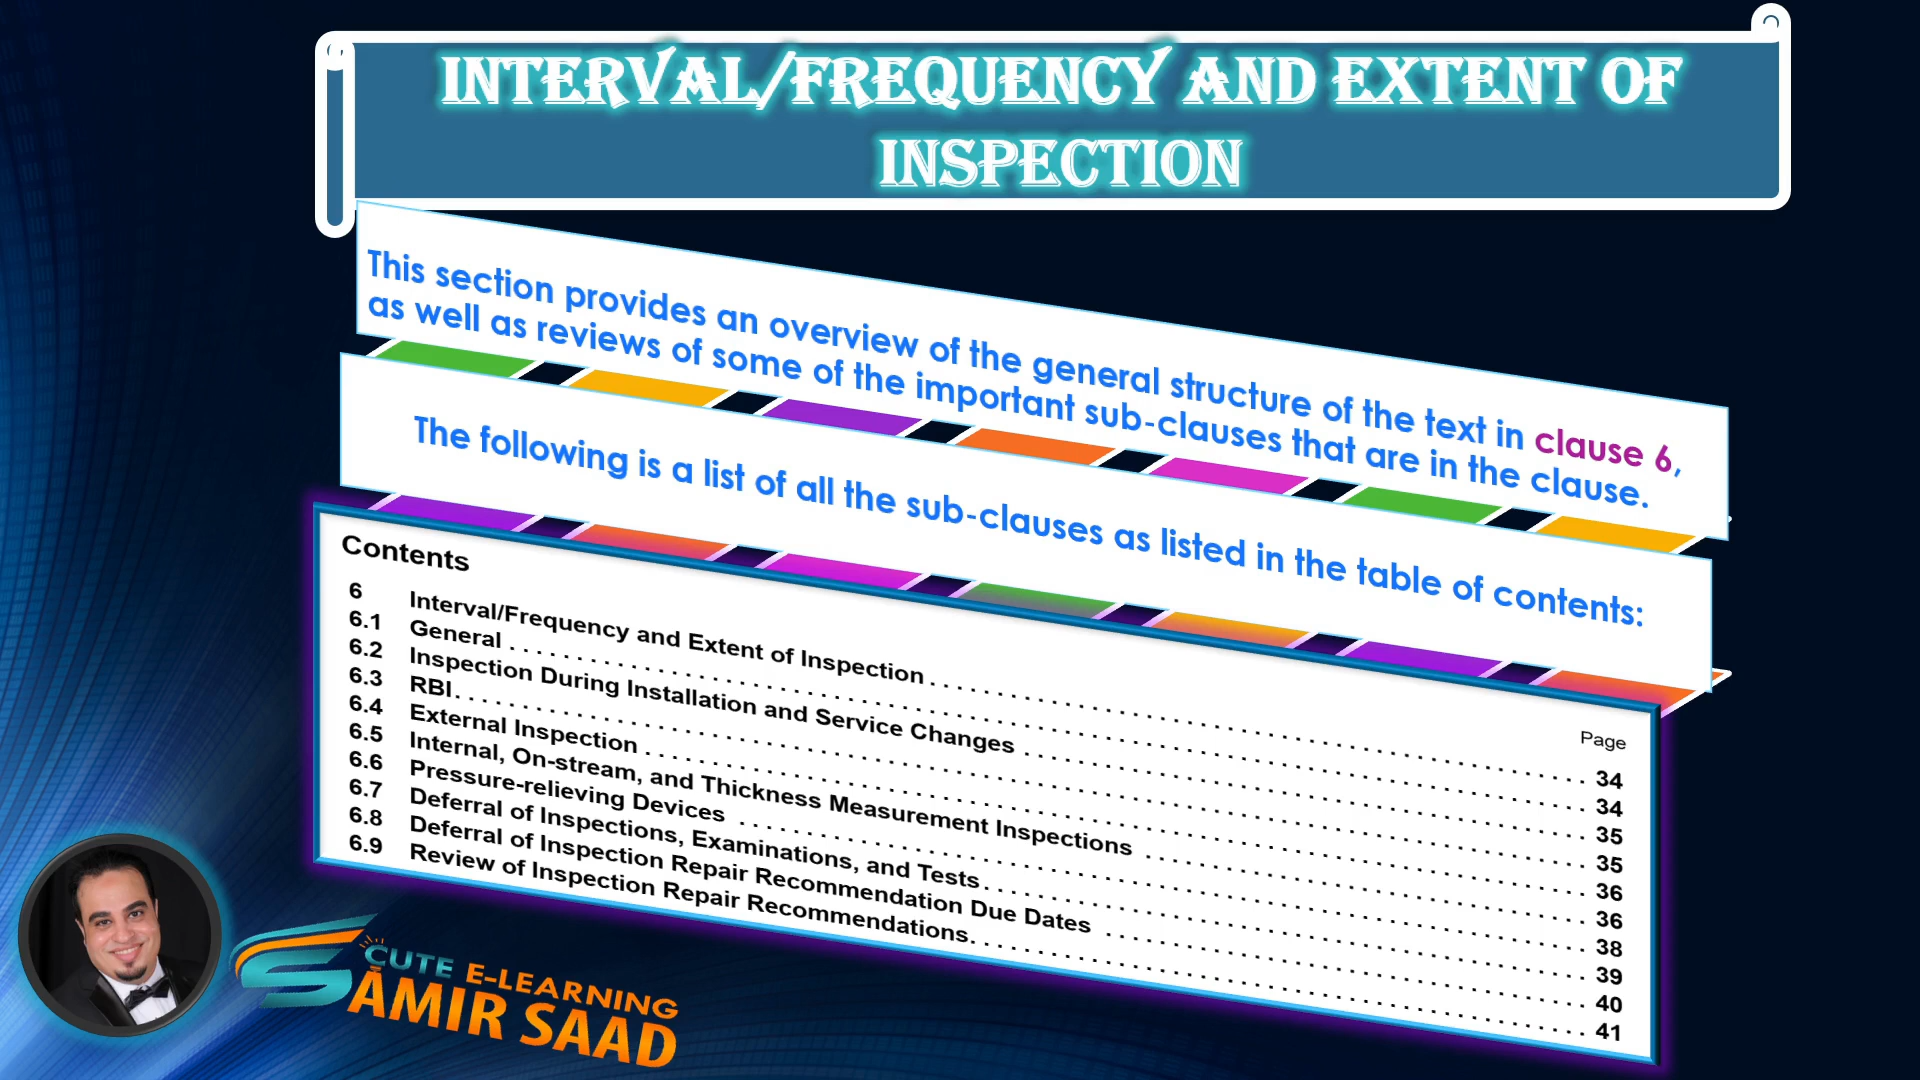 INTERVAL/FREQUENCY AND EXTENT OF
INSPECTION
This section provides an overview of the general structure of the text in clause 6,
as well as reviews of some of the important sub-clauses that are in the clause.
The following is a list of all the sub-clauses as listed in the table of contents:
Contents
Page
6 Interval/Frequency and Extent of Inspection . . . . . . . . . . . . . . . . . . . . 34
6.1 General . . . . . . . . . . . . . . . . . . . . 34
6.2 Inspection During Installation and Service Changes . . . . . . . . . . . . . . . . . . . . 35
6.3 RBI. . . . . . . . . . . . . . . . . . . . 35
6.4 External Inspection . . . . . . . . . . . . . . . . . . . . 36
6.5 Internal, On-stream, and Thickness Measurement Inspections . . . . . . . . . . . . . . . . . . . . 36
6.6 Pressure-relieving Devices . . . . . . . . . . . . . . . . . . . . 38
6.7 Deferral of Inspections, Examinations, and Tests. . . . . . . . . . . . . . . . . . . . 39
6.8 Deferral of Inspection Repair Recommendation Due Dates . . . . . . . . . . . . . . . . . . . . 40
6.9 Review of Inspection Repair Recommendations. . . . . . . . . . . . . . . . . . . . 41
CUTE E-LEARNING
AMIR SAAD